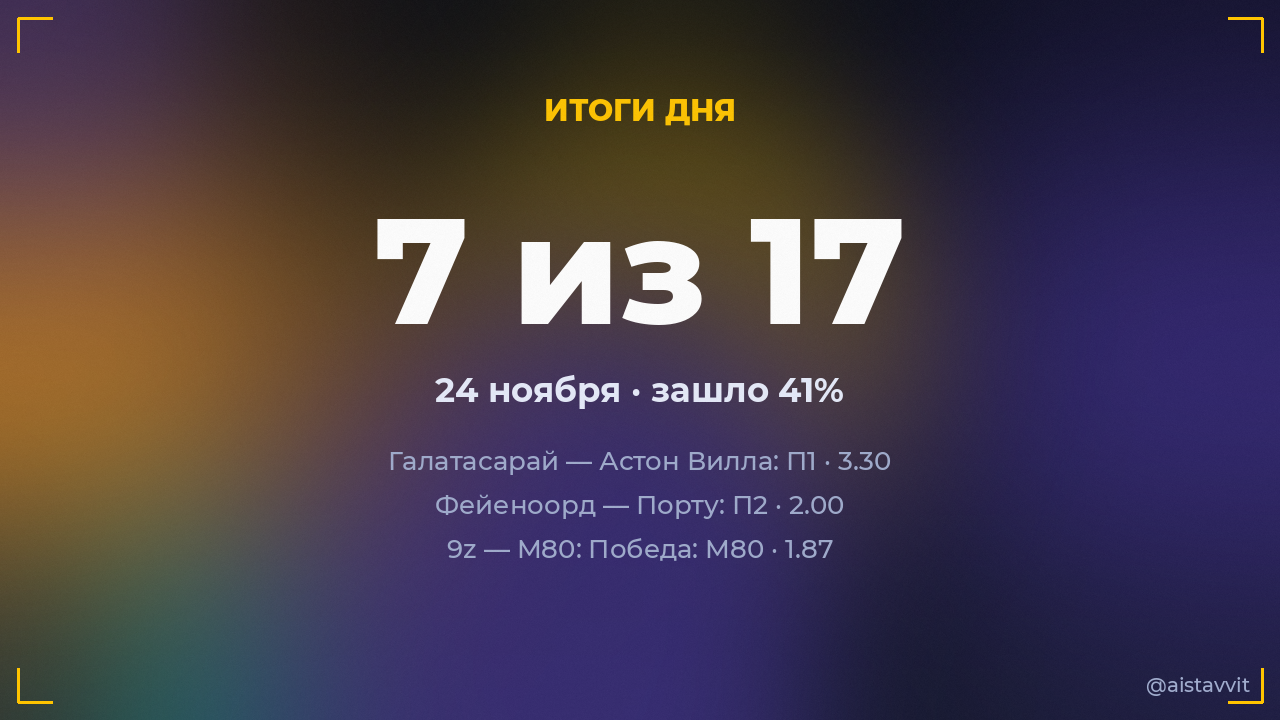 ИТОГИ ДНЯ
7 из 17
24 ноября · зашло 41%
Галатасарай — Астон Вилла: П1 · 3.30
Фейеноорд — Порту: П2 · 2.00
9z — M80: Победа: M80 · 1.87
@aistavvit